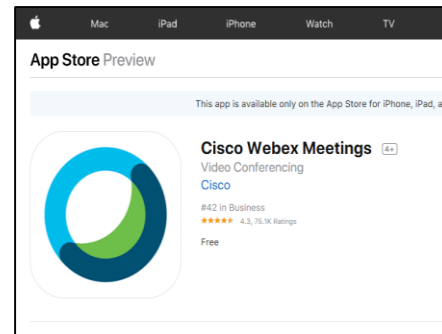 Mac iPad iPhone Watch TV
App Store Preview
This app is available only on the App Store for iPhone, iPad, a
Cisco Webex Meetings 4+
Video Conferencing
Cisco
#42 in Business
★★★★★ 4.3, 75.1K Ratings
Free